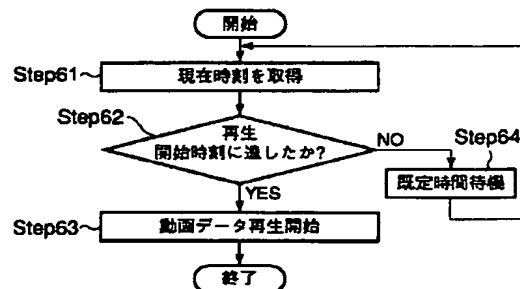 開始
Step61
現在時刻を取得
Step62
再生
開始時刻に達したか?
NO
Step64
既定時間待機
YES
Step63
動画データ再生開始
終了